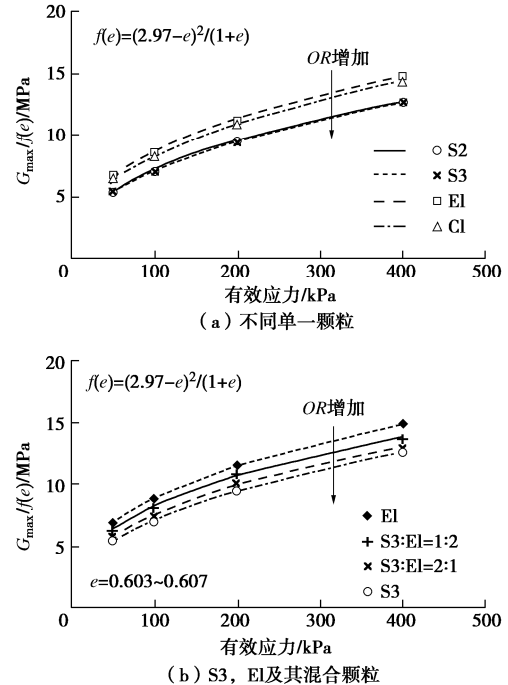 20
f(e)=(2.97−e)²/(1+e)
OR增加
15
10
5
0
Gmax/f(e)/MPa
S2
S3
El
Cl
100
200
300
400
500
有效应力/kPa
（a）不同单一颗粒
20
f(e)=(2.97−e)²/(1+e)
OR增加
15
10
5
0
Gmax/f(e)/MPa
El
S3:El=1:2
S3:El=2:1
S3
e=0.603~0.607
100
200
300
400
500
有效应力/kPa
（b）S3，El及其混合颗粒